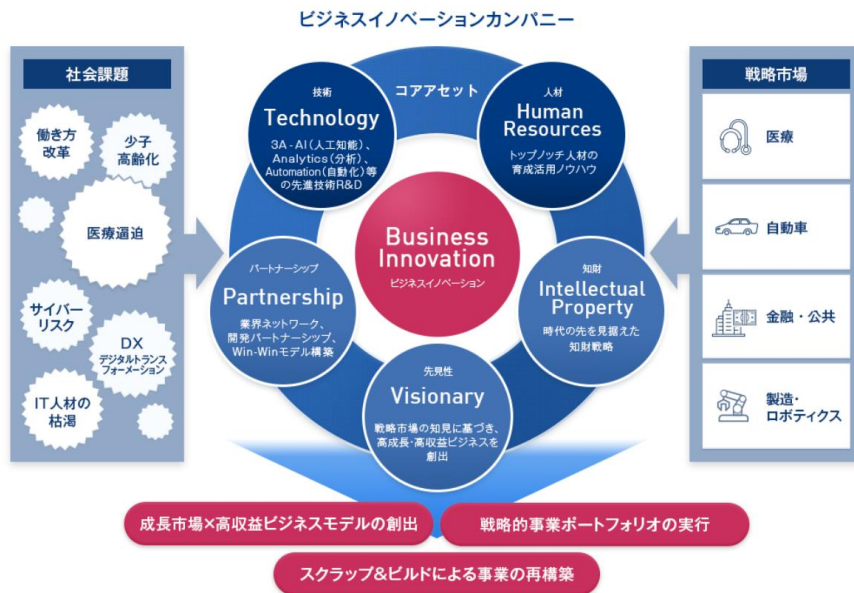 ビジネスイノベーションカンパニー
社会課題
働き方
改革
少子
高齢化
医療逼迫
サイバー
リスク
DX
デジタルトランス
フォーメーション
IT人材の
枯渇
コアアセット
技術
Technology
3A-AI(人工知能)、
Analytics(分析)、
Automation(自動化)等
の先進技術R&D
人材
Human
Resources
トップノッチ人材の
育成活用ノウハウ
Business
Innovation
ビジネスイノベーション
パートナーシップ
Partnership
業界ネットワーク、
開発パートナーシップ、
Win-Winモデル構築
知財
Intellectual
Property
時代の先を見据えた
知財戦略
先見性
Visionary
戦略市場の知見に基づき、
高成長・高収益ビジネスを
創出
戦略市場
医療
自動車
金融・公共
製造・
ロボティクス
成長市場×高収益ビジネスモデルの創出
戦略的事業ポートフォリオの実行
スクラップ&ビルドによる事業の再構築